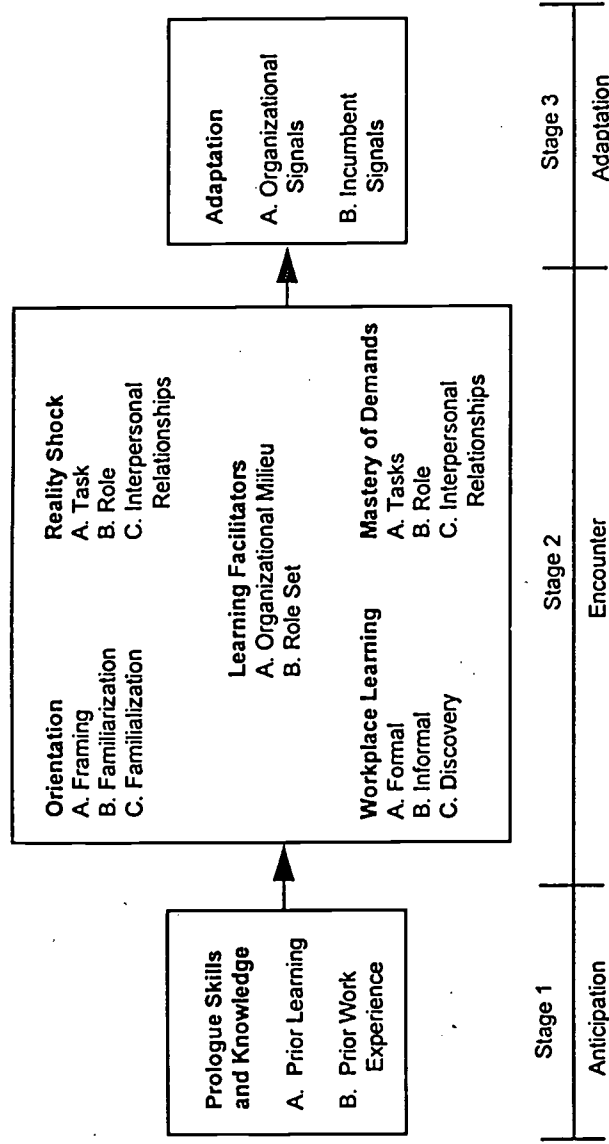 Prologue Skills
and Knowledge
A. Prior Learning
B. Prior Work
Experience
Orientation
A. Framing
B. Familiarization
C. Familialization
Reality Shock
A. Task
B. Role
C. Interpersonal
Relationships
Learning Facilitators
A. Organizational Milieu
B. Role Set
Workplace Learning
A. Formal
B. Informal
C. Discovery
Mastery of Demands
A. Tasks
B. Role
C. Interpersonal
Relationships
Adaptation
A. Organizational
Signals
B. Incumbent
Signals
Stage 1
Stage 2
Stage 3
Anticipation
Encounter
Adaptation